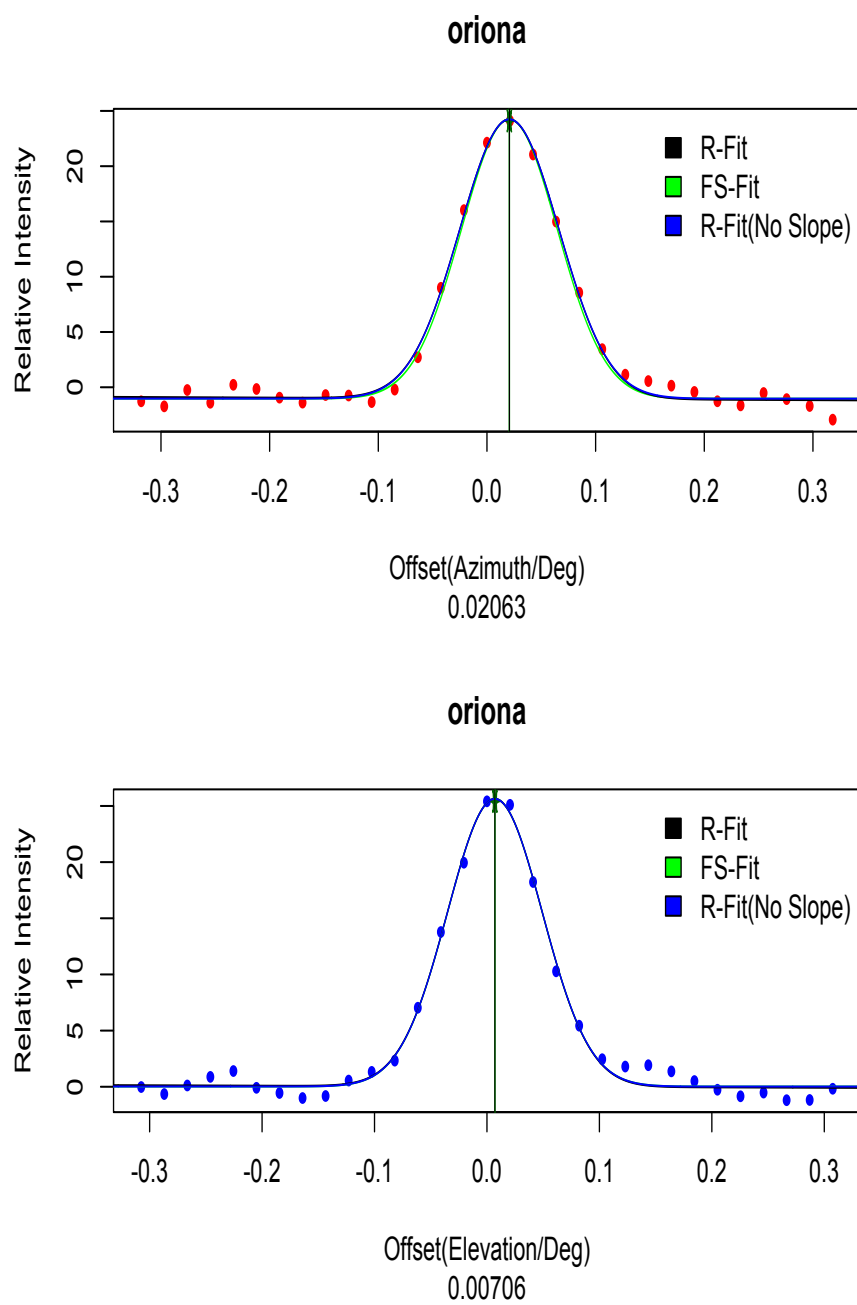 oriona
Relative Intensity
20
10
5
0
R-Fit
FS-Fit
R-Fit(No Slope)
-0.3 -0.2 -0.1 0.0 0.1 0.2 0.3
Offset(Azimuth/Deg)
0.02063
oriona
Relative Intensity
20
10
5
0
R-Fit
FS-Fit
R-Fit(No Slope)
-0.3 -0.2 -0.1 0.0 0.1 0.2 0.3
Offset(Elevation/Deg)
0.00706